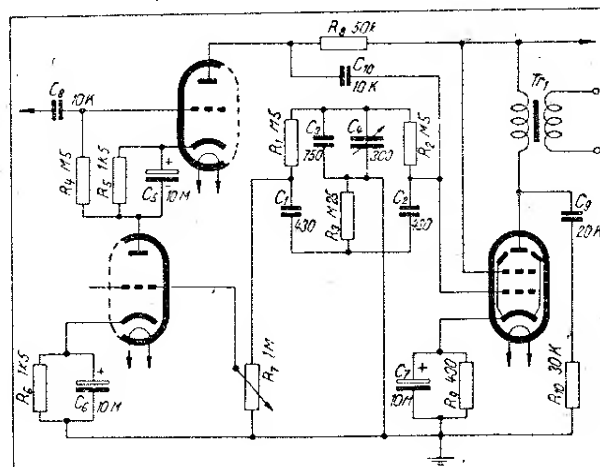 R8 50K
C10
10K
Tr1
C8
10K
R4 M5
R5 1K5
C5
+
10M
R1 M5
C3
750
C4
300
R2 M5
C1
430
R3 M25
C2
430
C9
20K
R6 1K5
+
C6
10M
R7 1M
C7
+
10M
R9 400
R10 30K